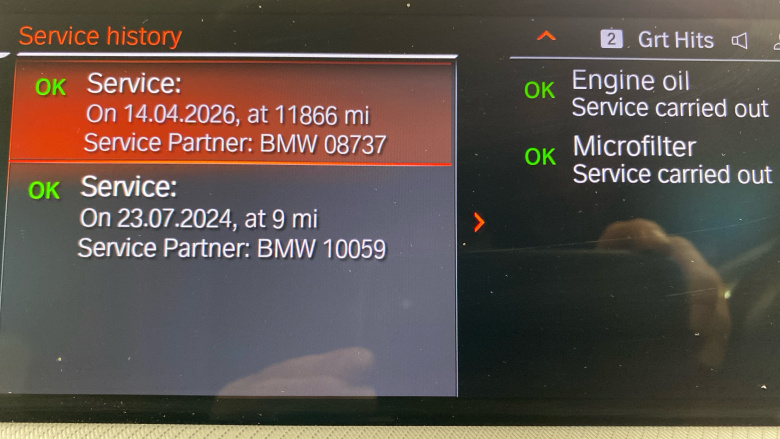 Service history
2 Grt Hits
OK Service:
On 14.04.2026, at 11866 mi
Service Partner: BMW 08737
OK Service:
On 23.07.2024, at 9 mi
Service Partner: BMW 10059
OK Engine oil
Service carried out
OK Microfilter
Service carried out